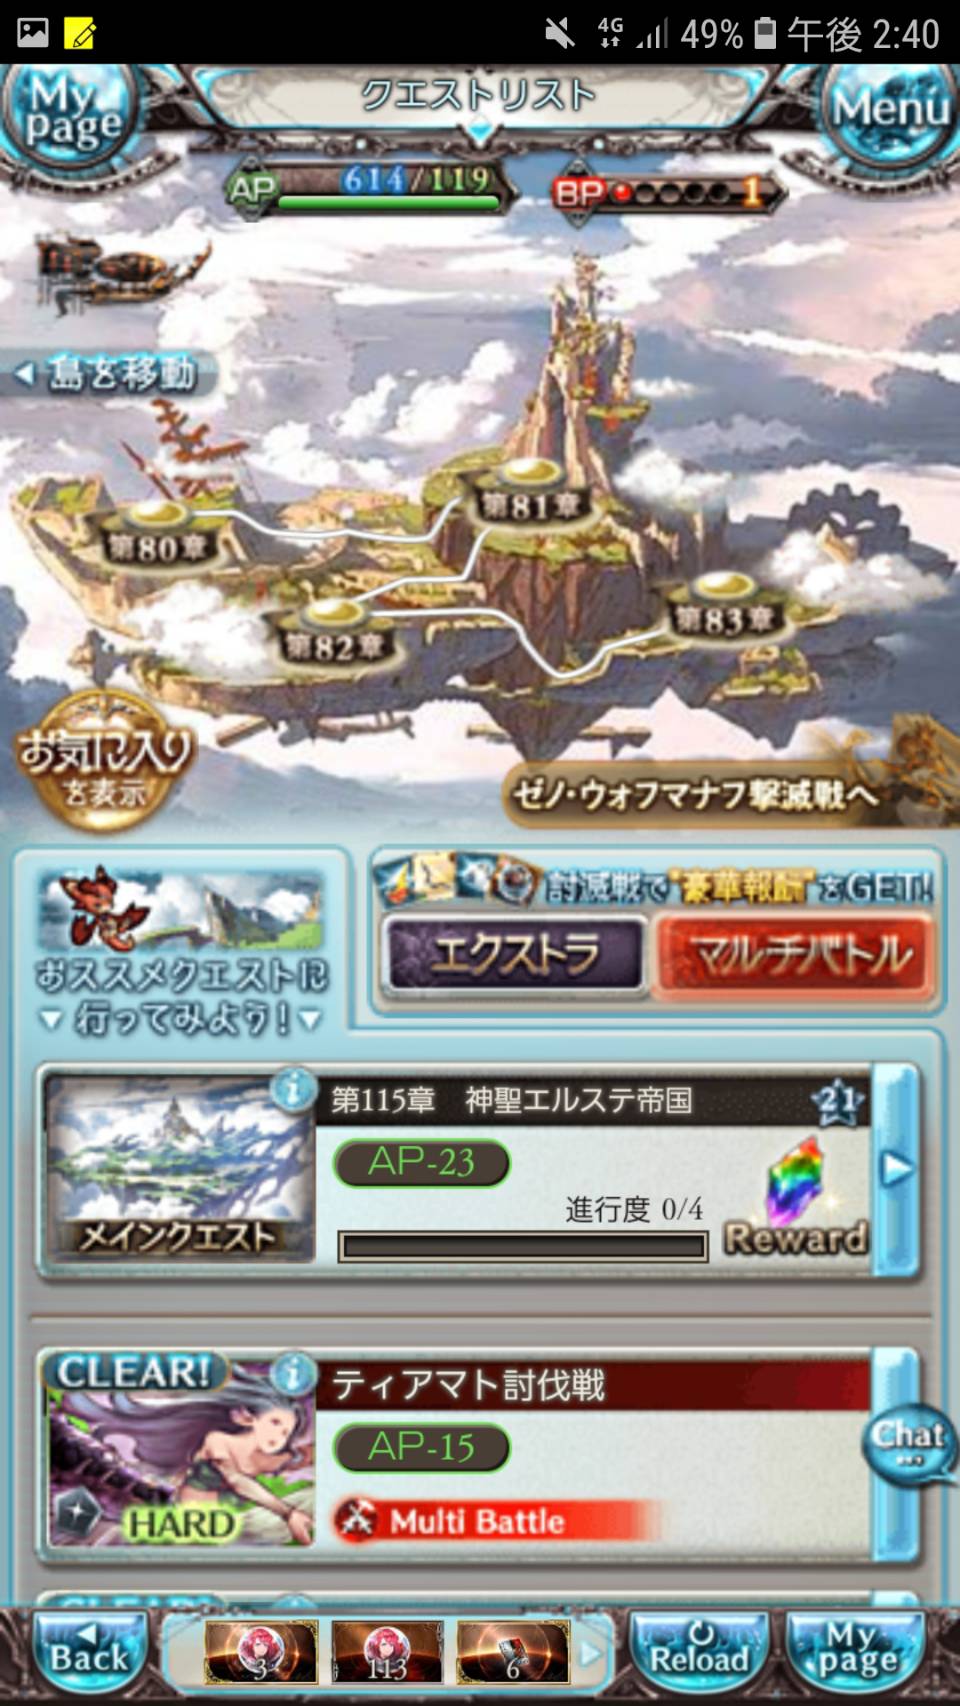 4G 49% 午後 2:40
My page
クエストリスト
Menu
AP 614/119
BP 1
島を移動
第80章
第81章
第82章
第83章
お気に入り
を表示
ゼノ・ウォフマナフ撃滅戦へ
討滅戦で"豪華報酬"をGET!
おススメクエストに
▼ 行ってみよう!▼
エクストラ
マルチバトル
第115章 神聖エルステ帝国
21
AP-23
進行度 0/4
メインクエスト
Reward
CLEAR!
ティアマト討伐戦
AP-15
HARD
Multi Battle
Chat
...
Back
3
113
6
Reload
My page